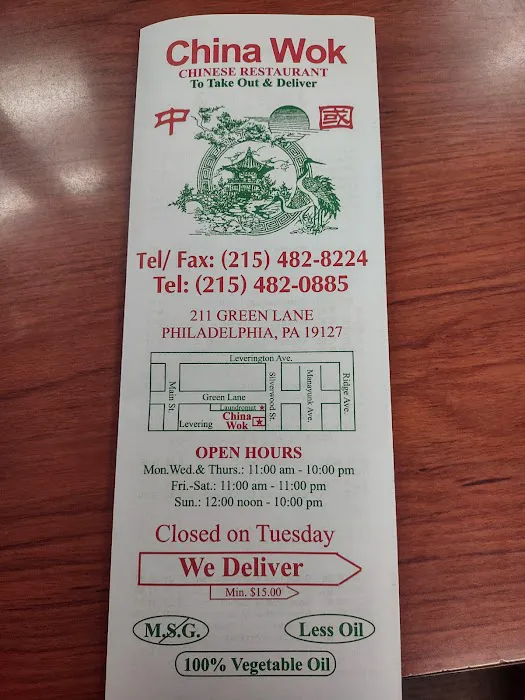 China Wok
CHINESE RESTAURANT
To Take Out & Deliver
中 國
Tel/ Fax: (215) 482-8224
Tel: (215) 482-0885
211 GREEN LANE
PHILADELPHIA, PA 19127
Leverington Ave.
Main St.
Green Lane
Laundromat ★
Levering
China
Wok
Silverwood St.
Manayunk Ave.
Ridge Ave.
OPEN HOURS
Mon.Wed.& Thurs.: 11:00 am - 10:00 pm
Fri.-Sat.: 11:00 am - 11:00 pm
Sun.: 12:00 noon - 10:00 pm
Closed on Tuesday
We Deliver
Min. $15.00
M.S.G.
Less Oil
100% Vegetable Oil